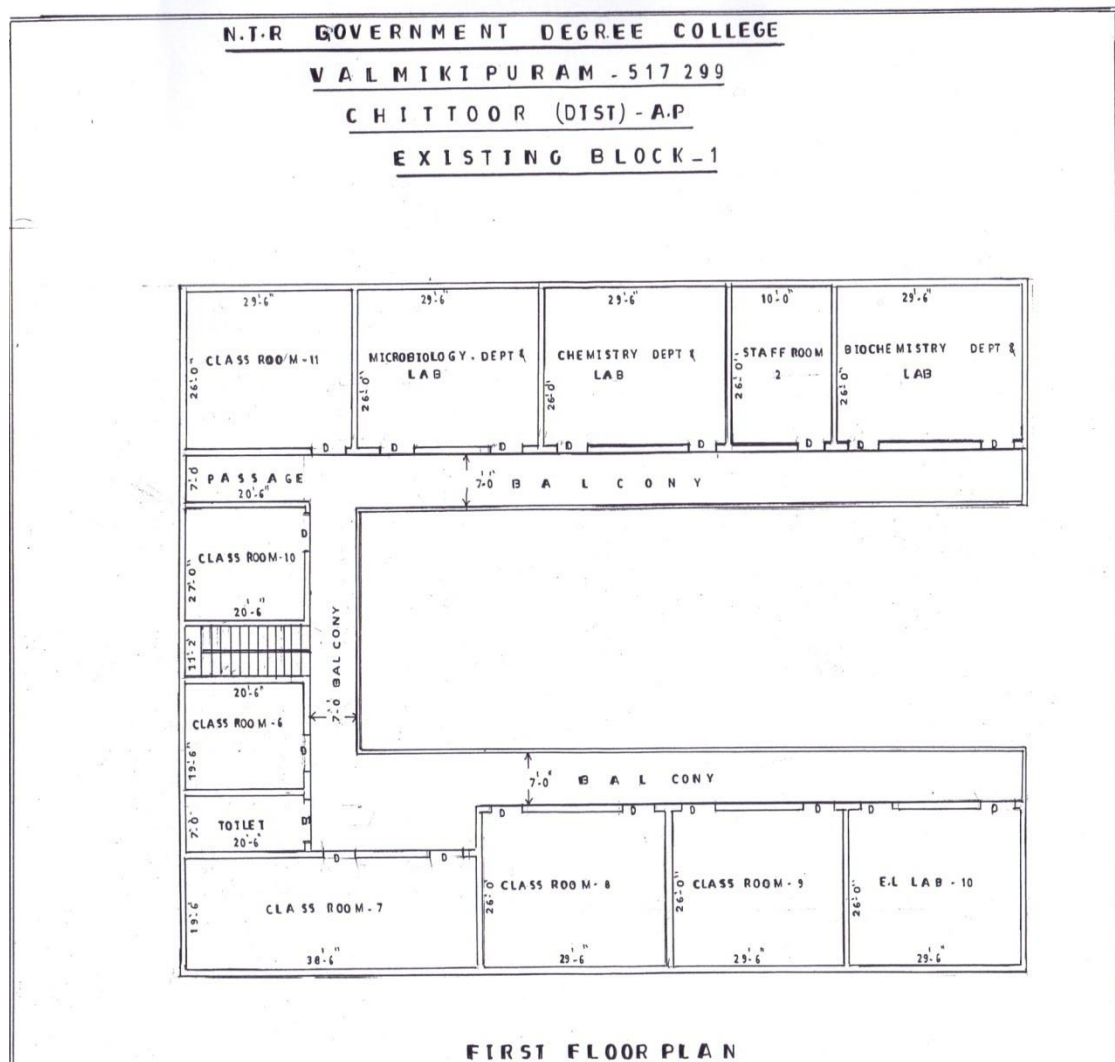 N.T.R GOVERNMENT DEGREE COLLEGE
VALMIKIPURAM - 517 299
CHITTOOR (DIST) - A.P
EXISTING BLOCK-1
29'-6" 29'-6" 29'-6" 10'-0" 29'-6"
CLASS ROOM-11
26'-0"
MICROBIOLOGY. DEPT &
LAB
26'-0"
CHEMISTRY DEPT &
LAB
26'-0"
STAFF ROOM
2
26'-0"
BIOCHEMISTRY DEPT &
LAB
26'-0"
D D D D D D D D
7'-0
PASSAGE
20'-6"
7'-0" BALCONY
D
CLASS ROOM-10
27'-0"
20'-6"
11'-2
7'-0 BALCONY
20'-6"
CLASS ROOM-6
19'-6"
D
7'-0"
TOILET
20'-6"
D
7'-0" BALCONY
D D D D D D
D D
CLASS ROOM-7
19'-6
38'-6"
CLASS ROOM-8
26'-0
29'-6"
CLASS ROOM-9
26'-0"
29'-6"
E.L LAB-10
26'-0"
29'-6"
FIRST FLOOR PLAN